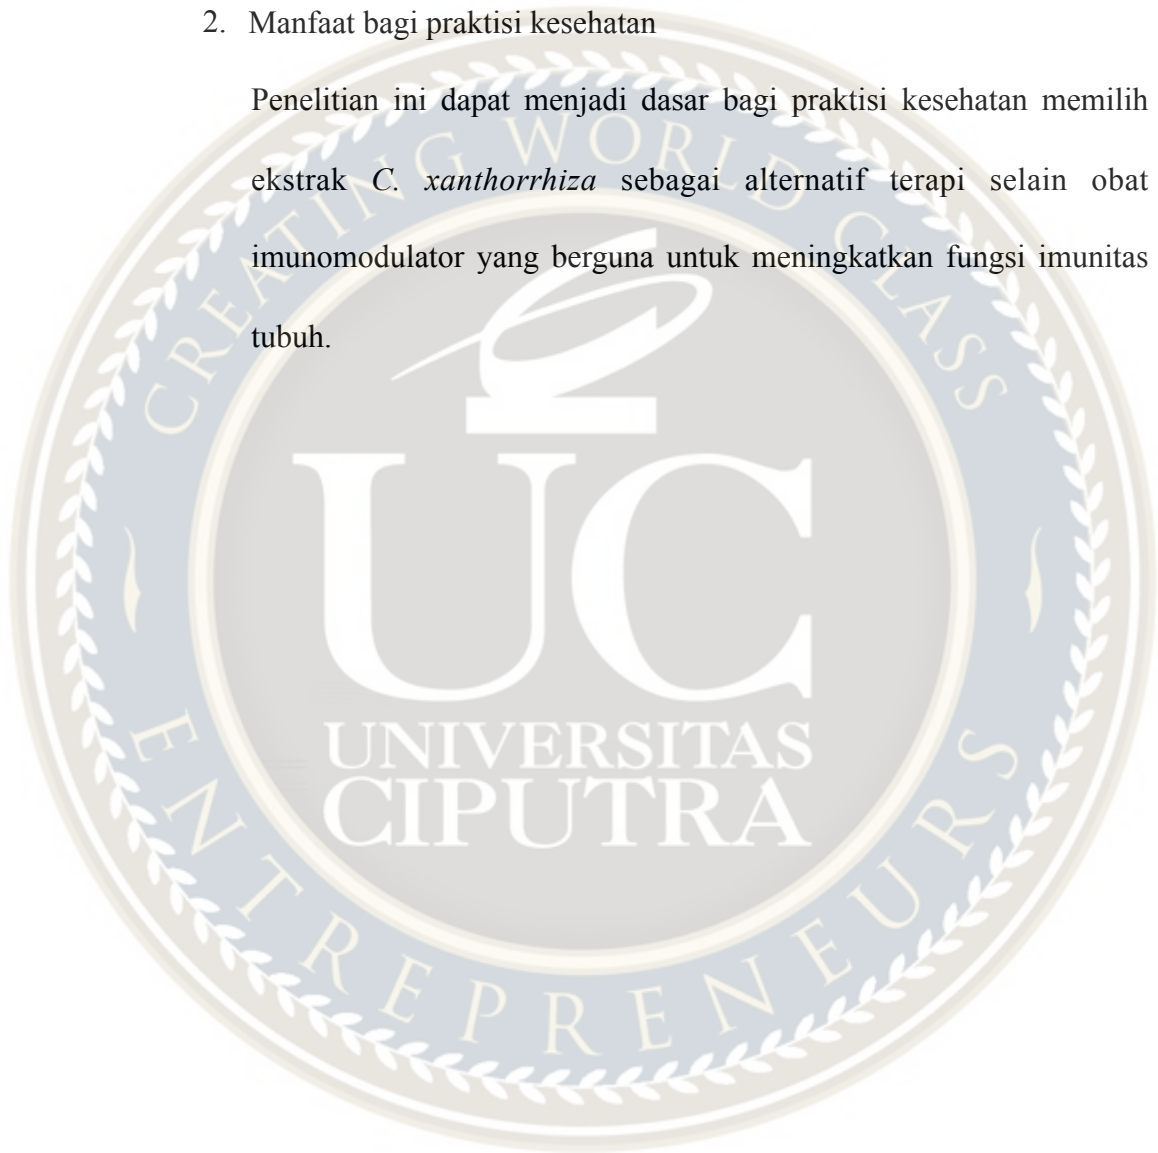 2. Manfaat bagi praktisi kesehatan
Penelitian ini dapat menjadi dasar bagi praktisi kesehatan memilih
ekstrak C. xanthorrhiza sebagai alternatif terapi selain obat
imunomodulator yang berguna untuk meningkatkan fungsi imunitas
tubuh.
CREATING WORLD CLASS
UC
UNIVERSITAS
CIPUTRA
ENTREPRENEURS